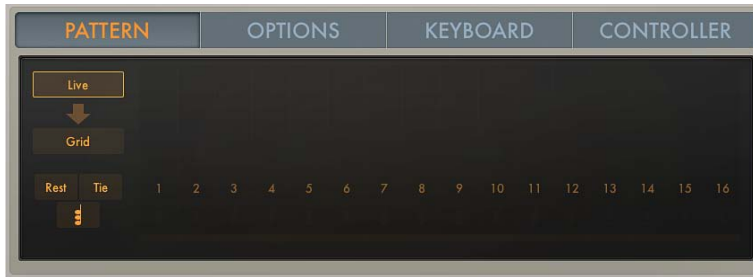 PATTERN OPTIONS KEYBOARD CONTROLLER
Live
Grid
Rest Tie 1 2 3 4 5 6 7 8 9 10 11 12 13 14 15 16